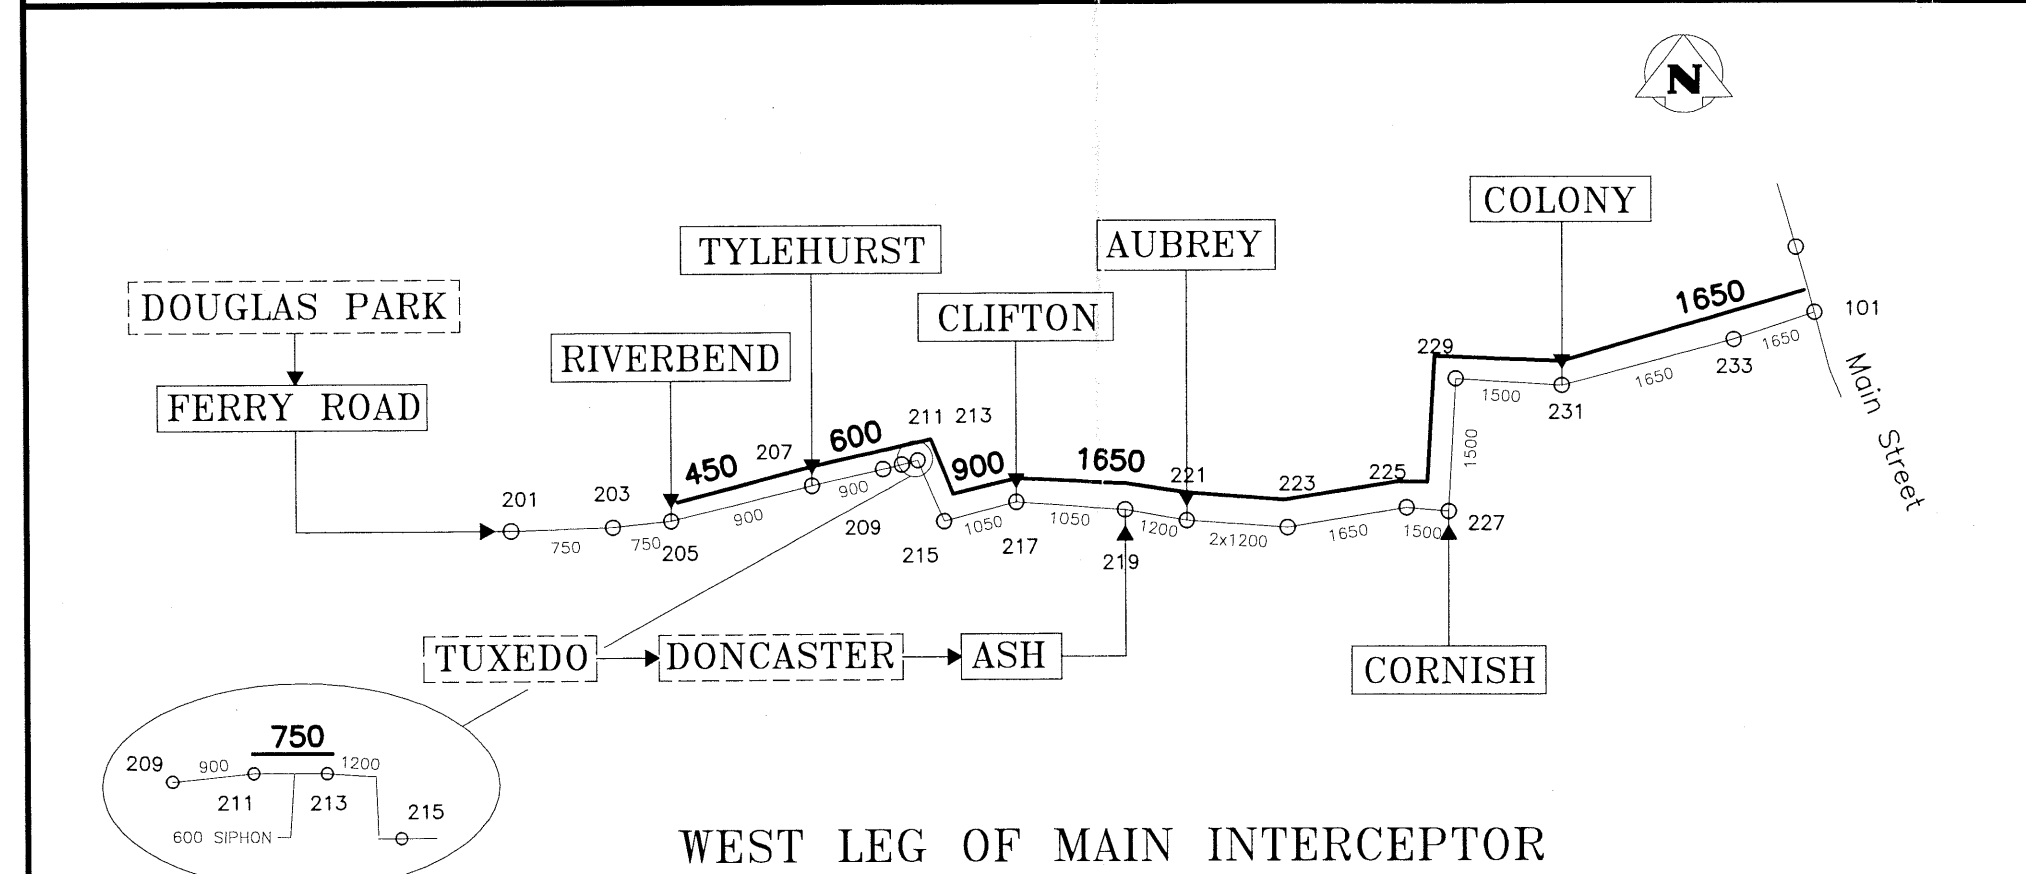 N
COLONY
TYLEHURST
AUBREY
DOUGLAS PARK
CLIFTON
RIVERBEND
FERRY ROAD
1650
101
1650
233
1650
229
1500
231
Main Street
211 213
207
600
450
900
1650
221
223
225
1500
201
203
900
900
209
750
750
205
215
1050
217
1050
219
1200
2x1200
1650
1500
227
TUXEDO
DONCASTER
ASH
CORNISH
750
209
900
1200
211
213
215
600 SIPHON
WEST LEG OF MAIN INTERCEPTOR